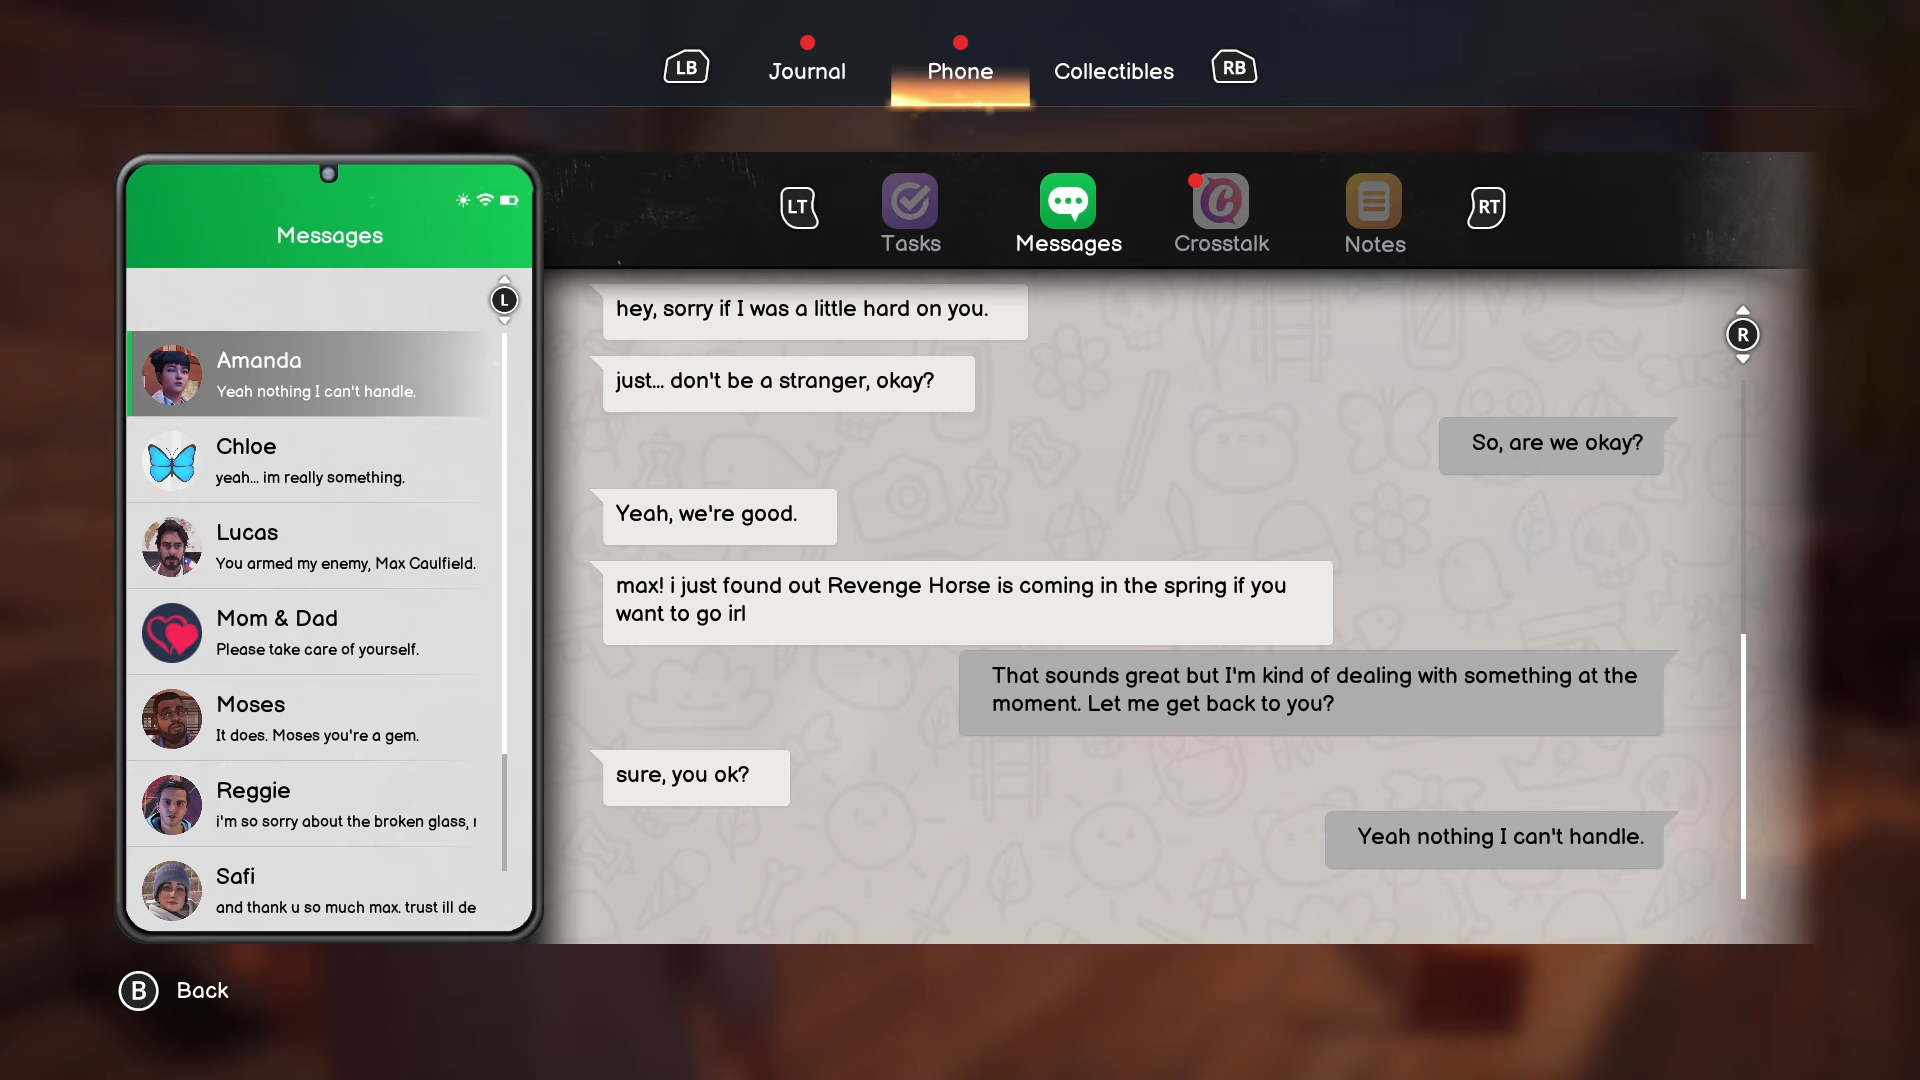 LB
Journal
Phone
Collectibles
RB
Messages
L
Amanda
Yeah nothing I can't handle.
Chloe
yeah... im really something.
Lucas
You armed my enemy, Max Caulfield.
Mom & Dad
Please take care of yourself.
Moses
It does. Moses you're a gem.
Reggie
i'm so sorry about the broken glass,
Safi
and thank u so much max. trust ill de
LT
Tasks
Messages
Crosstalk
Notes
RT
hey, sorry if I was a little hard on you.
just... don't be a stranger, okay?
So, are we okay?
Yeah, we're good.
max! i just found out Revenge Horse is coming in the spring if you
want to go irl
That sounds great but I'm kind of dealing with something at the
moment. Let me get back to you?
sure, you ok?
Yeah nothing I can't handle.
R
B Back